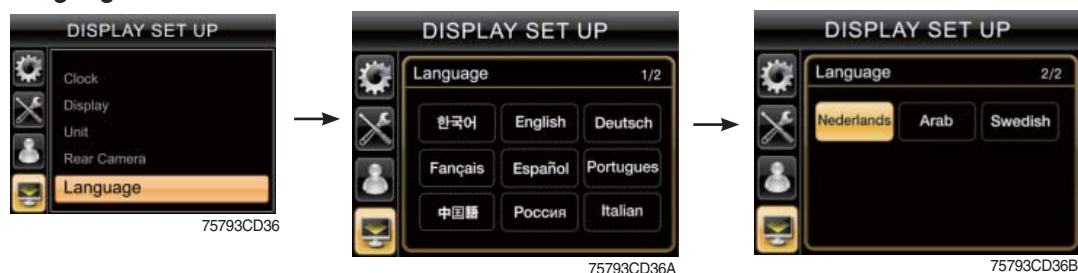 DISPLAY SET UP
Clock
Display
Unit
Rear Camera
Language
75793CD36
DISPLAY SET UP
Language 1/2
한국어 English Deutsch
Fançais Español Portugues
中国語 Россия Italian
75793CD36A
DISPLAY SET UP
Language 2/2
Nederlands Arab Swedish
75793CD36B